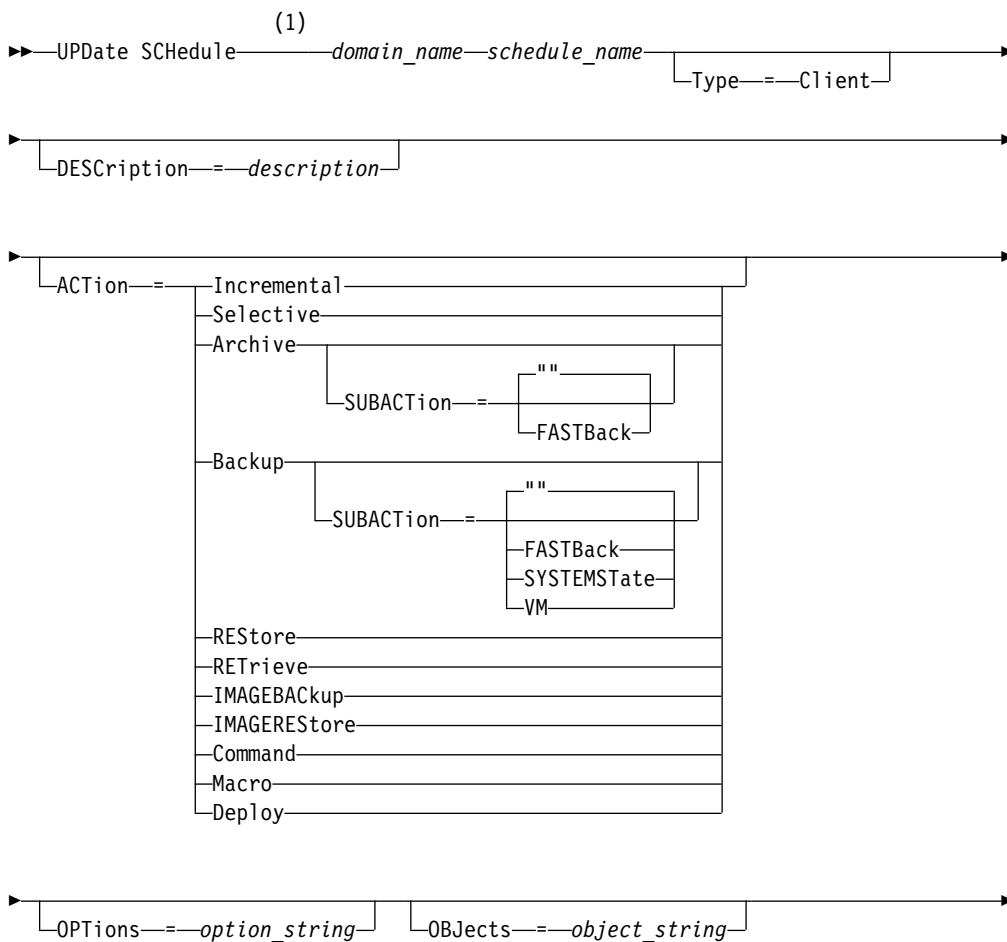 (1)
UPDate SCHedule domain_name schedule_name
Type = Client
DESCription = description
ACTion = Incremental
Selective
Archive
""
SUBACTion =
FASTBack
Backup
""
SUBACTion =
FASTBack
SYSTEMSTate
VM
REStore
RETrieve
IMAGEBACkup
IMAGEREStore
Command
Macro
Deploy
OPTions = option_string OBJects = object_string